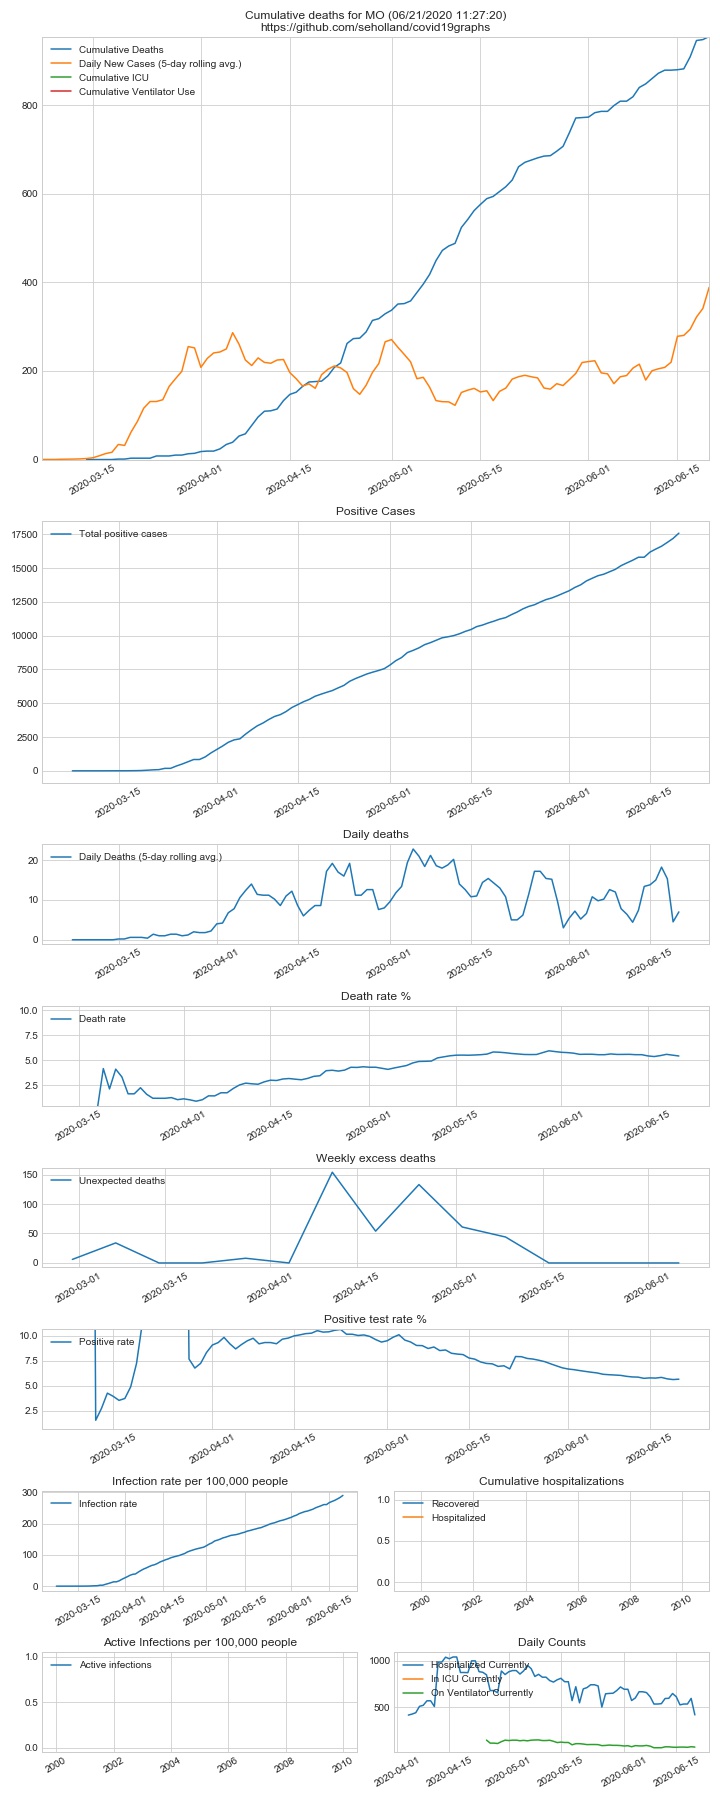 Cumulative deaths for MO (06/21/2020 11:27:20)
https://github.com/seholland/covid19graphs
Cumulative Deaths
Daily New Cases (5-day rolling avg.)
Cumulative ICU
Cumulative Ventilator Use
800
600
400
200
0
2020-03-15 2020-04-01 2020-04-15 2020-05-01 2020-05-15 2020-06-01 2020-06-15
Positive Cases
Total positive cases
17500
15000
12500
10000
7500
5000
2500
0
2020-03-15 2020-04-01 2020-04-15 2020-05-01 2020-05-15 2020-06-01 2020-06-15
Daily deaths
Daily Deaths (5-day rolling avg.)
20
10
0
2020-03-15 2020-04-01 2020-04-15 2020-05-01 2020-05-15 2020-06-01 2020-06-15
Death rate %
10.0
Death rate
7.5
5.0
2.5
2020-03-15 2020-04-01 2020-04-15 2020-05-01 2020-05-15 2020-06-01 2020-06-15
Weekly excess deaths
150
Unexpected deaths
100
50
0
2020-03-01 2020-03-15 2020-04-01 2020-04-15 2020-05-01 2020-05-15 2020-06-01
Positive test rate %
10.0
Positive rate
7.5
5.0
2.5
2020-03-15 2020-04-01 2020-04-15 2020-05-01 2020-05-15 2020-06-01 2020-06-15
Infection rate per 100,000 people
300
Infection rate
200
100
0
2020-03-15 2020-04-01 2020-04-15 2020-05-01 2020-05-15 2020-06-01 2020-06-15
Cumulative hospitalizations
1.0
Recovered
Hospitalized
0.5
0.0
2000 2002 2004 2006 2008 2010
Active Infections per 100,000 people
1.0
Active infections
0.5
0.0
2000 2002 2004 2006 2008 2010
Daily Counts
1000
Hospitalized Currently
In ICU Currently
On Ventilator Currently
500
2020-04-01 2020-04-15 2020-05-01 2020-05-15 2020-06-01 2020-06-15